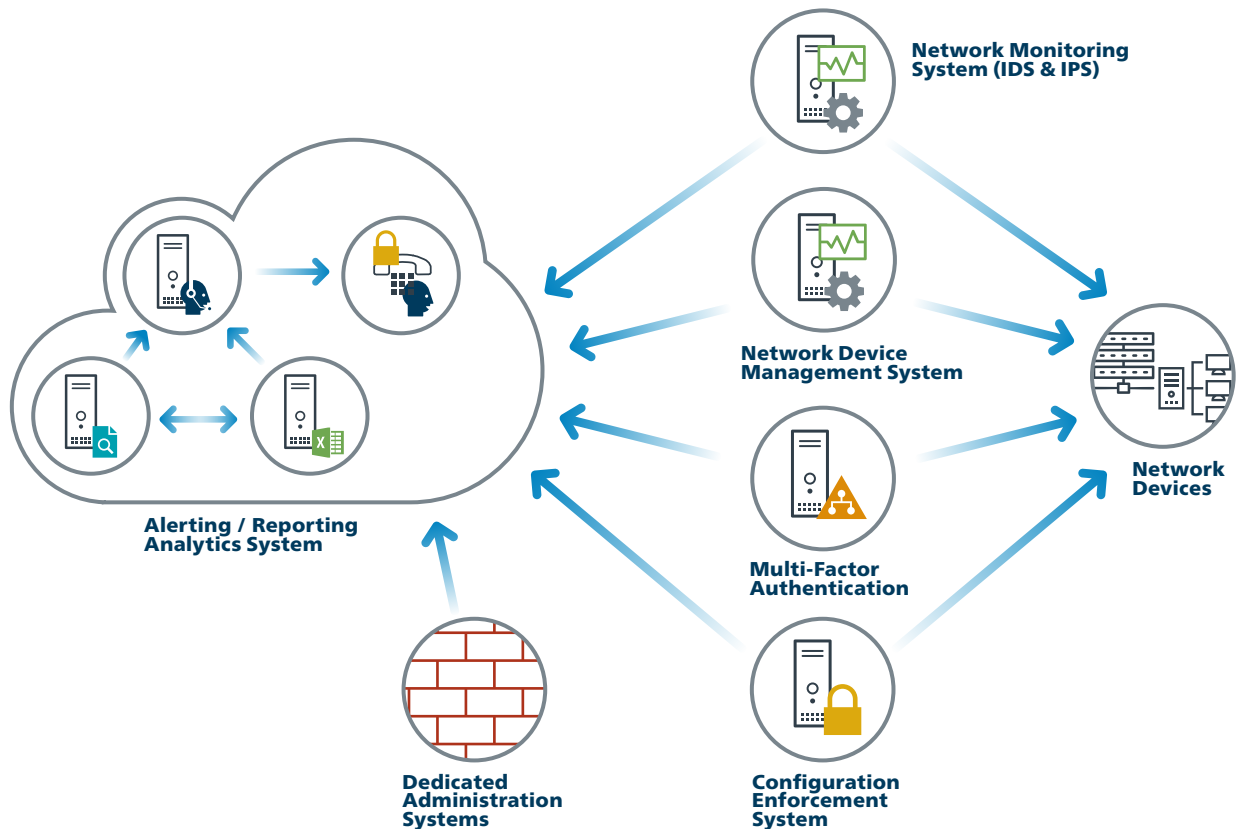 Network Monitoring
System (IDS & IPS)
Network Device
Management System
Network
Devices
Alerting / Reporting
Analytics System
Multi-Factor
Authentication
Dedicated
Administration
Systems
Configuration
Enforcement
System
X